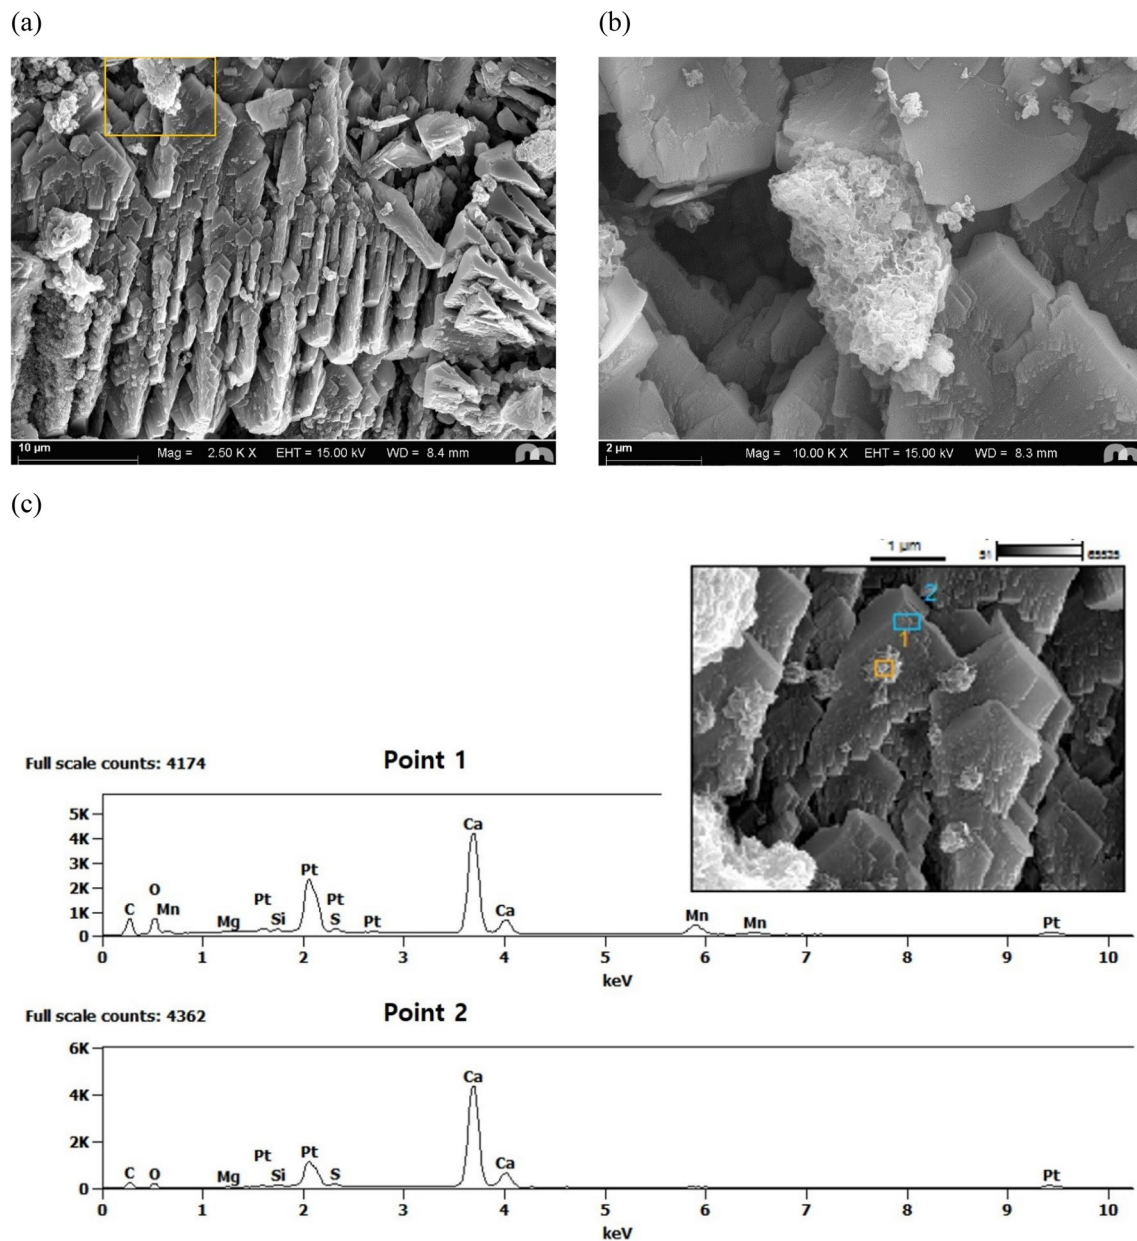 (a)
(b)
10 µm
Mag = 2.50 K X EHT = 15.00 kV WD = 8.4 mm
2 µm
Mag = 10.00 K X EHT = 15.00 kV WD = 8.3 mm
(c)
1 µm
2
1
Full scale counts: 4174
Point 1
5K
4K
3K
2K
1K
0
C
O
Mn
Mg
Pt
Si
Pt
Pt
S
Pt
Ca
Ca
Mn
Mn
Pt
0 1 2 3 4 5 6 7 8 9 10
keV
Full scale counts: 4362
Point 2
6K
4K
2K
0
C
O
Mg
Pt
Si
Pt
S
Ca
Ca
Pt
0 1 2 3 4 5 6 7 8 9 10
keV